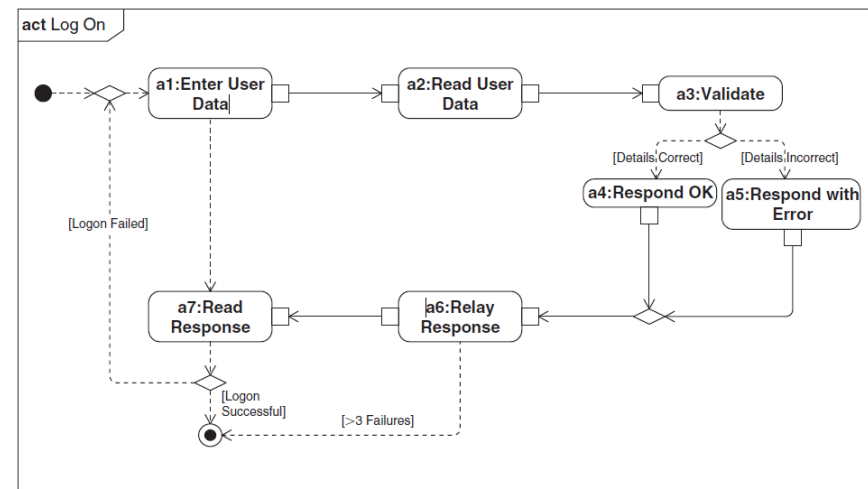 act Log On
a1:Enter User
Data
a2:Read User
Data
a3:Validate
[Details Correct]
[Details Incorrect]
a4:Respond OK
a5:Respond with
Error
[Logon Failed]
a7:Read
Response
a6:Relay
Response
[Logon
Successful]
[>3 Failures]